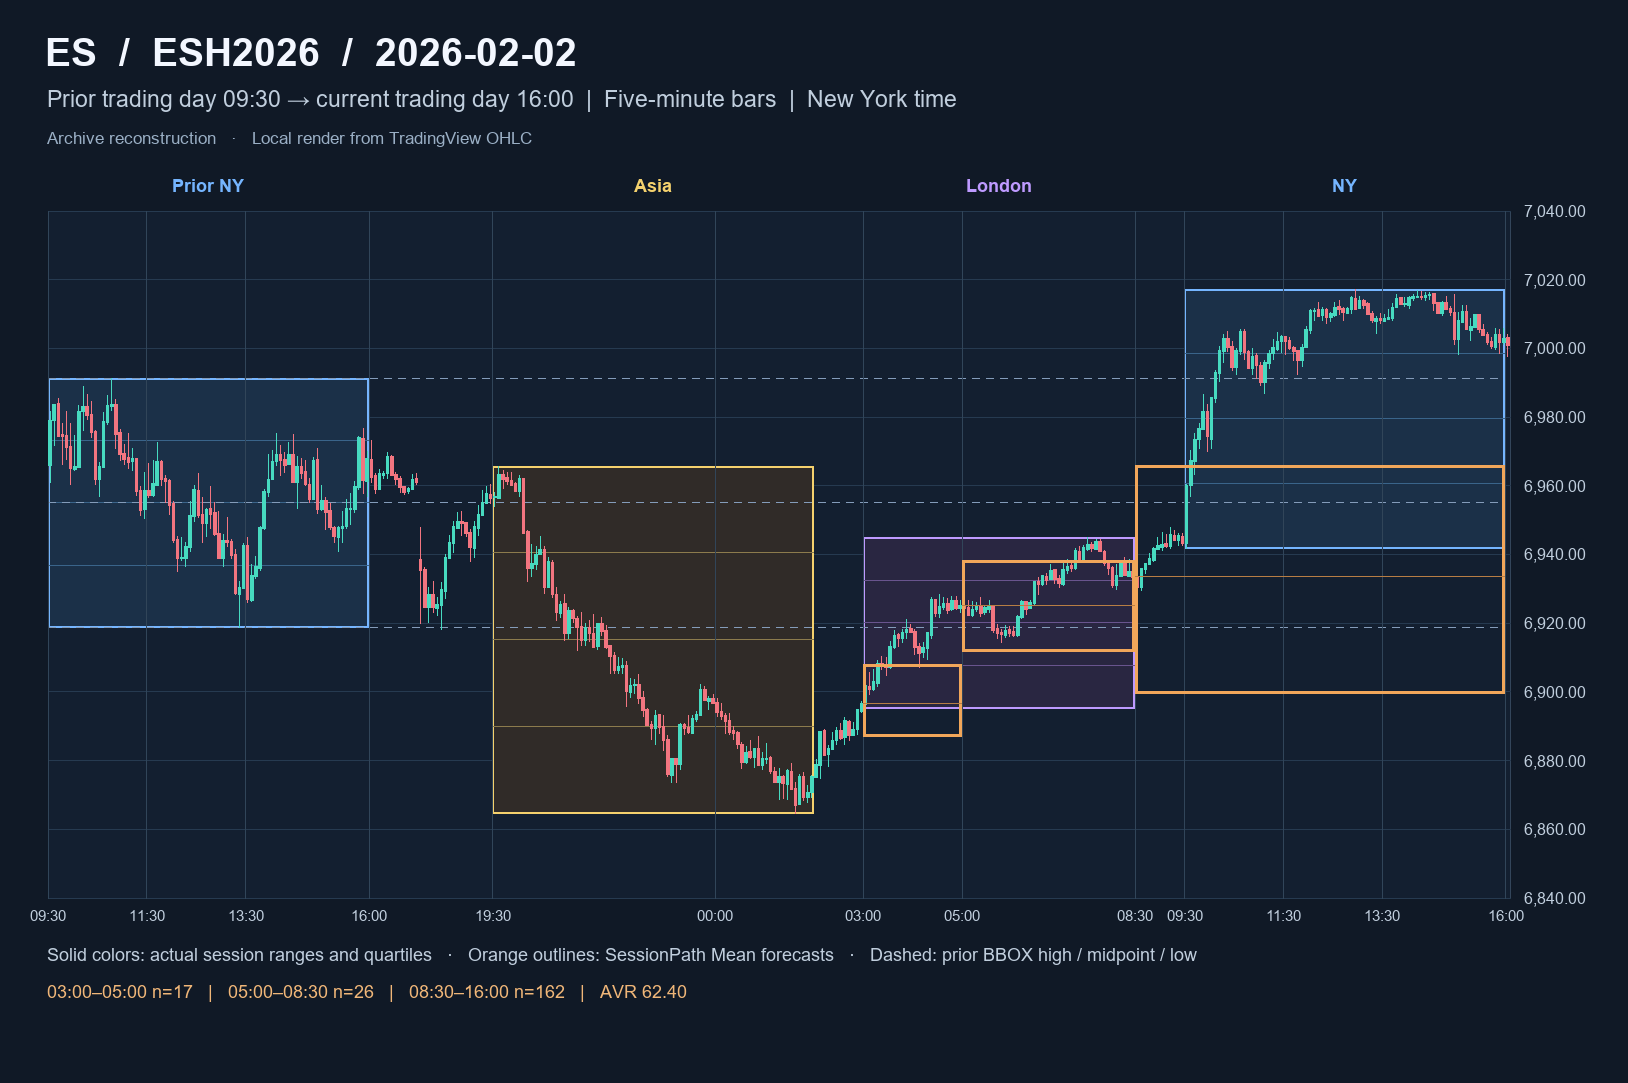 ES / ESH2026 / 2026-02-02
Prior trading day 09:30 → current trading day 16:00 | Five-minute bars | New York time
Archive reconstruction · Local render from TradingView OHLC
Prior NY Asia London NY
7,040.00
7,020.00
7,000.00
6,980.00
6,960.00
6,940.00
6,920.00
6,900.00
6,880.00
6,860.00
6,840.00
09:30 11:30 13:30 16:00 19:30 00:00 03:00 05:00 08:30 09:30 11:30 13:30 16:00
Solid colors: actual session ranges and quartiles · Orange outlines: SessionPath Mean forecasts · Dashed: prior BBOX high / midpoint / low
03:00–05:00 n=17 | 05:00–08:30 n=26 | 08:30–16:00 n=162 | AVR 62.40